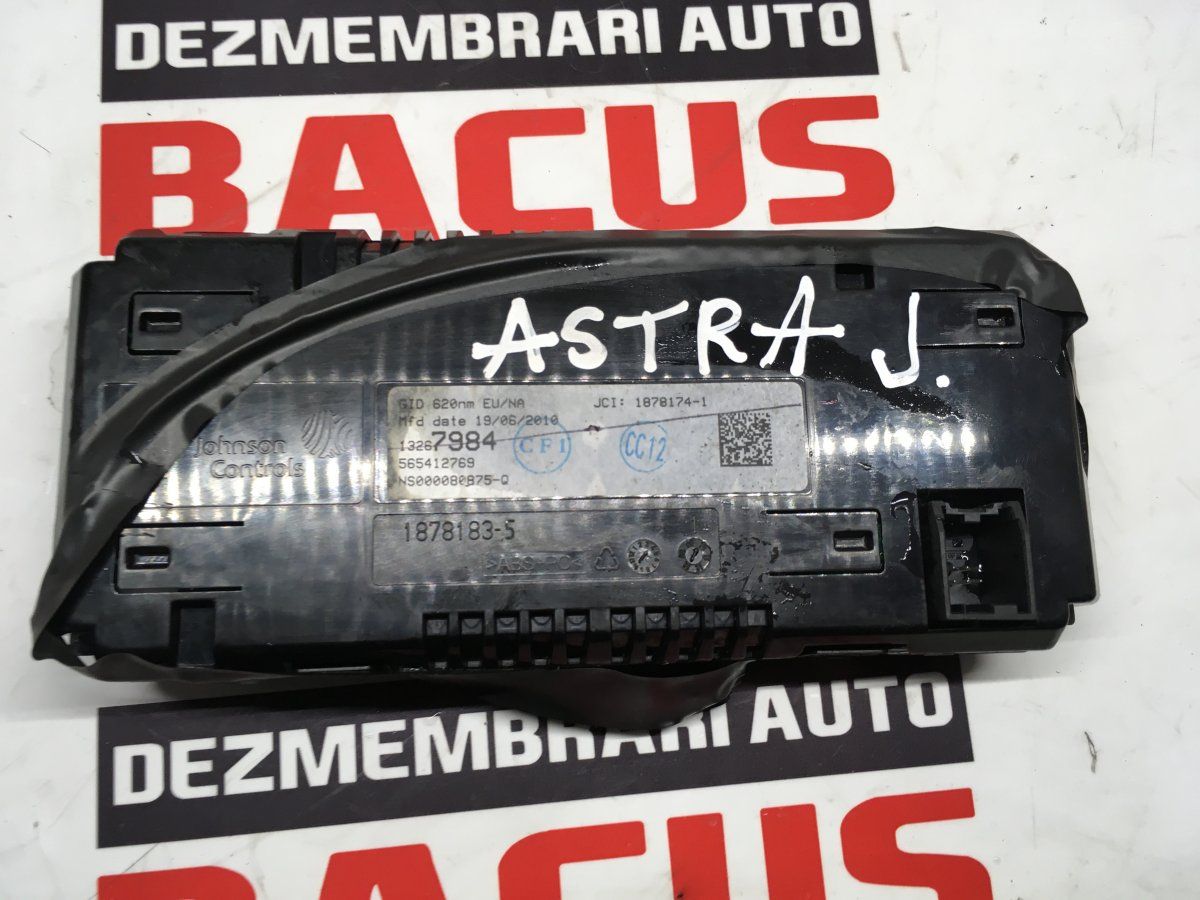 DEZMEMBRARI AUTO
BACUS
ASTRA J.
Johnson
Controls
GID 620nm EU/NA JCI: 1878174-1
Mfd date 19/06/2010
13267984 CFI CC12
565412769
NS000080875-Q
1878183-5
DEZMEMBRARI AUTO
BACUS